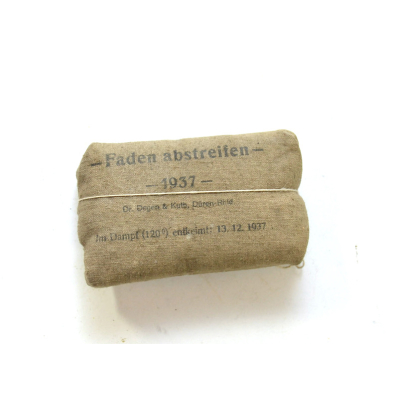 – Faden abstreifen –
– 1937 –
Dr. Degen & Kuth, Düren-Rhld.
Im Dampf (120°) entkeimt: 13. 12. 1937